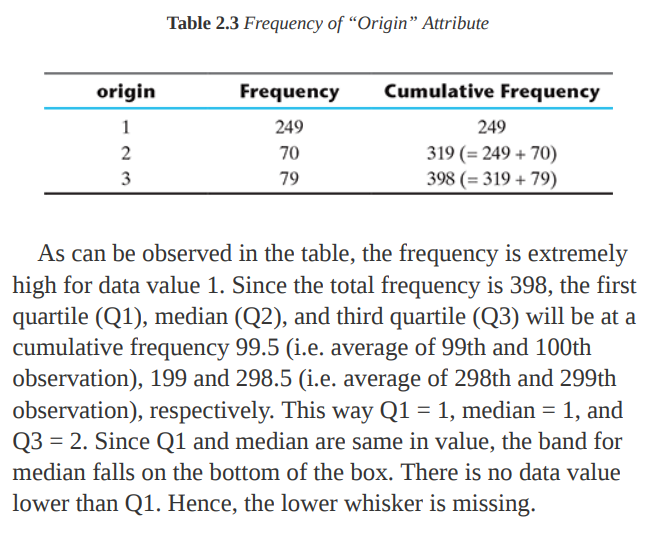 Table 2.3 Frequency of “Origin” Attribute
origin Frequency Cumulative Frequency
1 249 249
2 70 319 (= 249 + 70)
3 79 398 (= 319 + 79)
As can be observed in the table, the frequency is extremely
high for data value 1. Since the total frequency is 398, the first
quartile (Q1), median (Q2), and third quartile (Q3) will be at a
cumulative frequency 99.5 (i.e. average of 99th and 100th
observation), 199 and 298.5 (i.e. average of 298th and 299th
observation), respectively. This way Q1 = 1, median = 1, and
Q3 = 2. Since Q1 and median are same in value, the band for
median falls on the bottom of the box. There is no data value
lower than Q1. Hence, the lower whisker is missing.